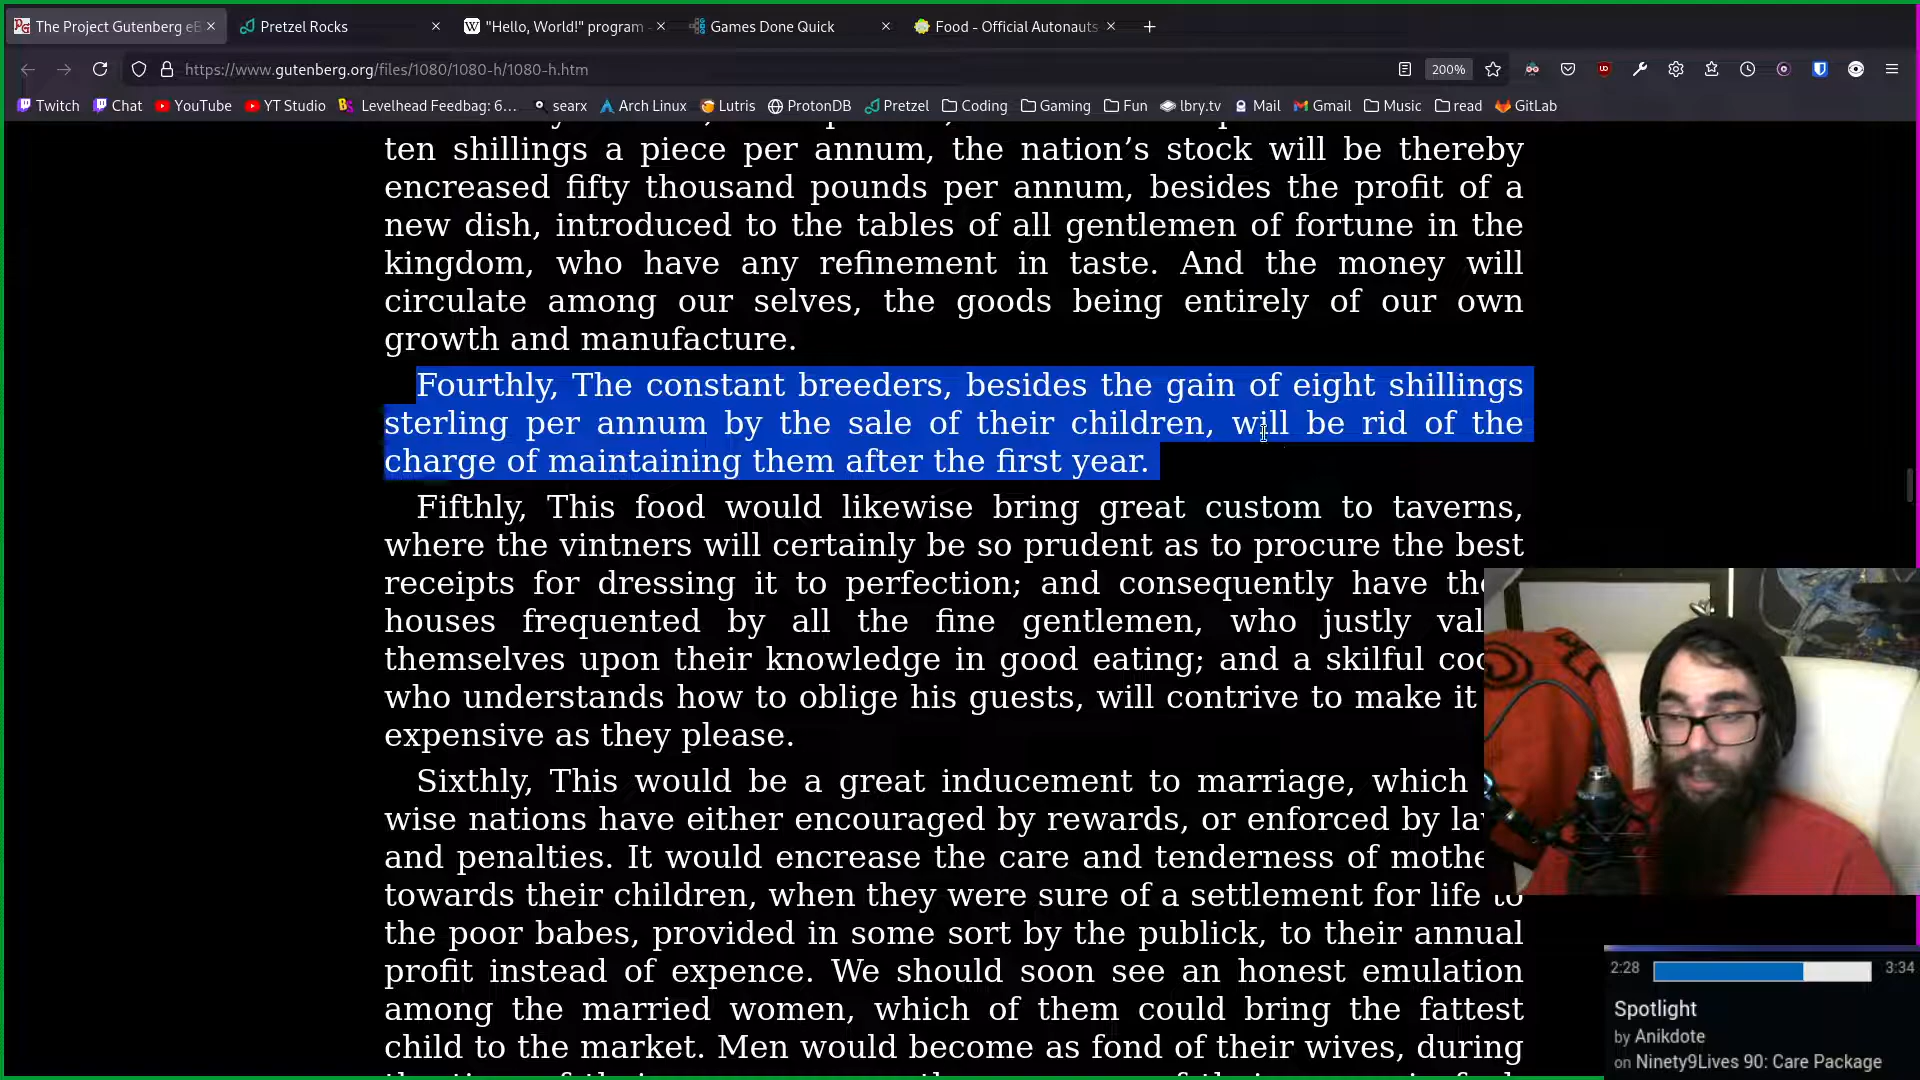 The Project Gutenberg eB
Pretzel Rocks
"Hello, World!" program -
Games Done Quick
Food - Official Autonauts
https://www.gutenberg.org/files/1080/1080-h/1080-h.htm
200%
Twitch
Chat
YouTube
YT Studio
Levelhead Feedbag: 6...
searx
Arch Linux
Lutris
ProtonDB
Pretzel
Coding
Gaming
Fun
lbry.tv
Mail
Gmail
Music
read
GitLab
ten shillings a piece per annum, the nation’s stock will be thereby
encreased fifty thousand pounds per annum, besides the profit of a
new dish, introduced to the tables of all gentlemen of fortune in the
kingdom, who have any refinement in taste. And the money will
circulate among our selves, the goods being entirely of our own
growth and manufacture.
Fourthly, The constant breeders, besides the gain of eight shillings
sterling per annum by the sale of their children, will be rid of the
charge of maintaining them after the first year.
Fifthly, This food would likewise bring great custom to taverns,
where the vintners will certainly be so prudent as to procure the best
receipts for dressing it to perfection; and consequently have
houses frequented by all the fine gentlemen, who justly
themselves upon their knowledge in good eating; and a skilful
who understands how to oblige his guests, will contrive to make it
expensive as they please.
Sixthly, This would be a great inducement to marriage, which
wise nations have either encouraged by rewards, or enforced by
and penalties. It would encrease the care and tenderness of
towards their children, when they were sure of a settlement for life to
the poor babes, provided in some sort by the publick, to their annual
profit instead of expence. We should soon see an honest emulation
among the married women, which of them could bring the fattest
child to the market. Men would become as fond of their wives, during
2:28
3:34
Spotlight
by Anikdote
on Ninety9Lives 90: Care Package